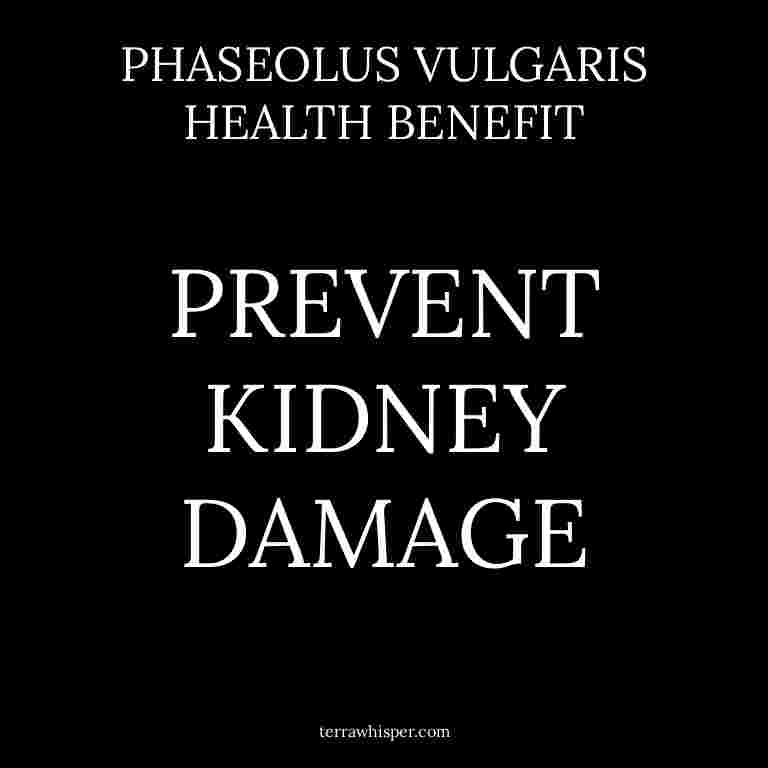 PHASEOLUS VULGARIS
HEALTH BENEFIT
PREVENT
KIDNEY
DAMAGE
terrawhisper.com